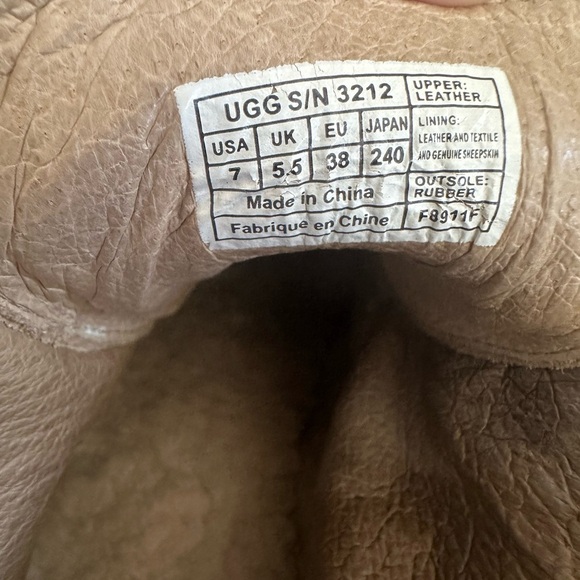 UGG S/N 3212
USA UK EU JAPAN
7 5.5 38 240
Made in China
Fabriqué en Chine
UPPER:
LEATHER
LINING:
LEATHER AND TEXTILE
AND GENUINE SHEEPSKIN
OUTSOLE:
RUBBER
F8911F